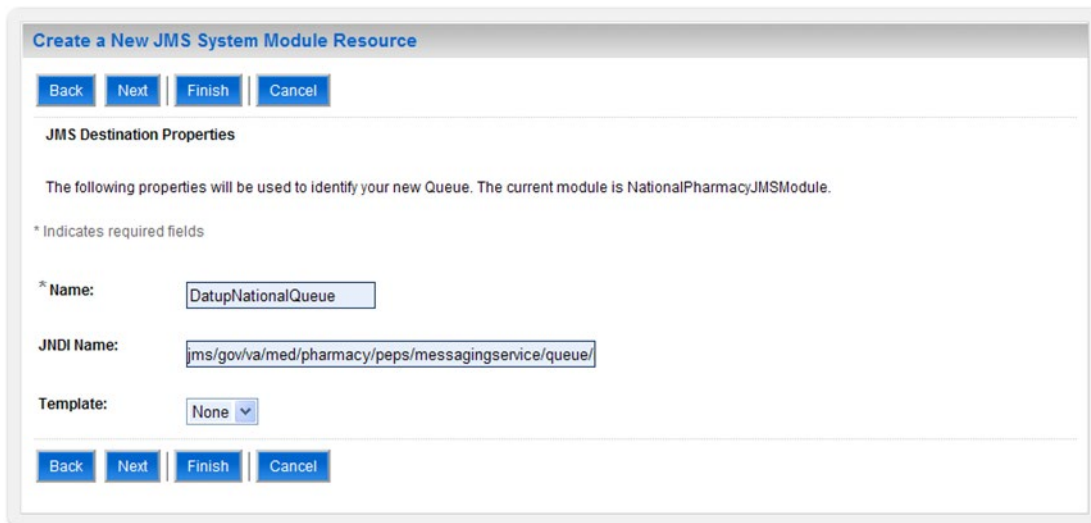 Create a New JMS System Module Resource
Back Next Finish Cancel
JMS Destination Properties
The following properties will be used to identify your new Queue. The current module is NationalPharmacyJMSModule.
* Indicates required fields
* Name: DatupNationalQueue
JNDI Name: jms/gov/va/med/pharmacy/peps/messagingservice/queue/
Template: None
Back Next Finish Cancel